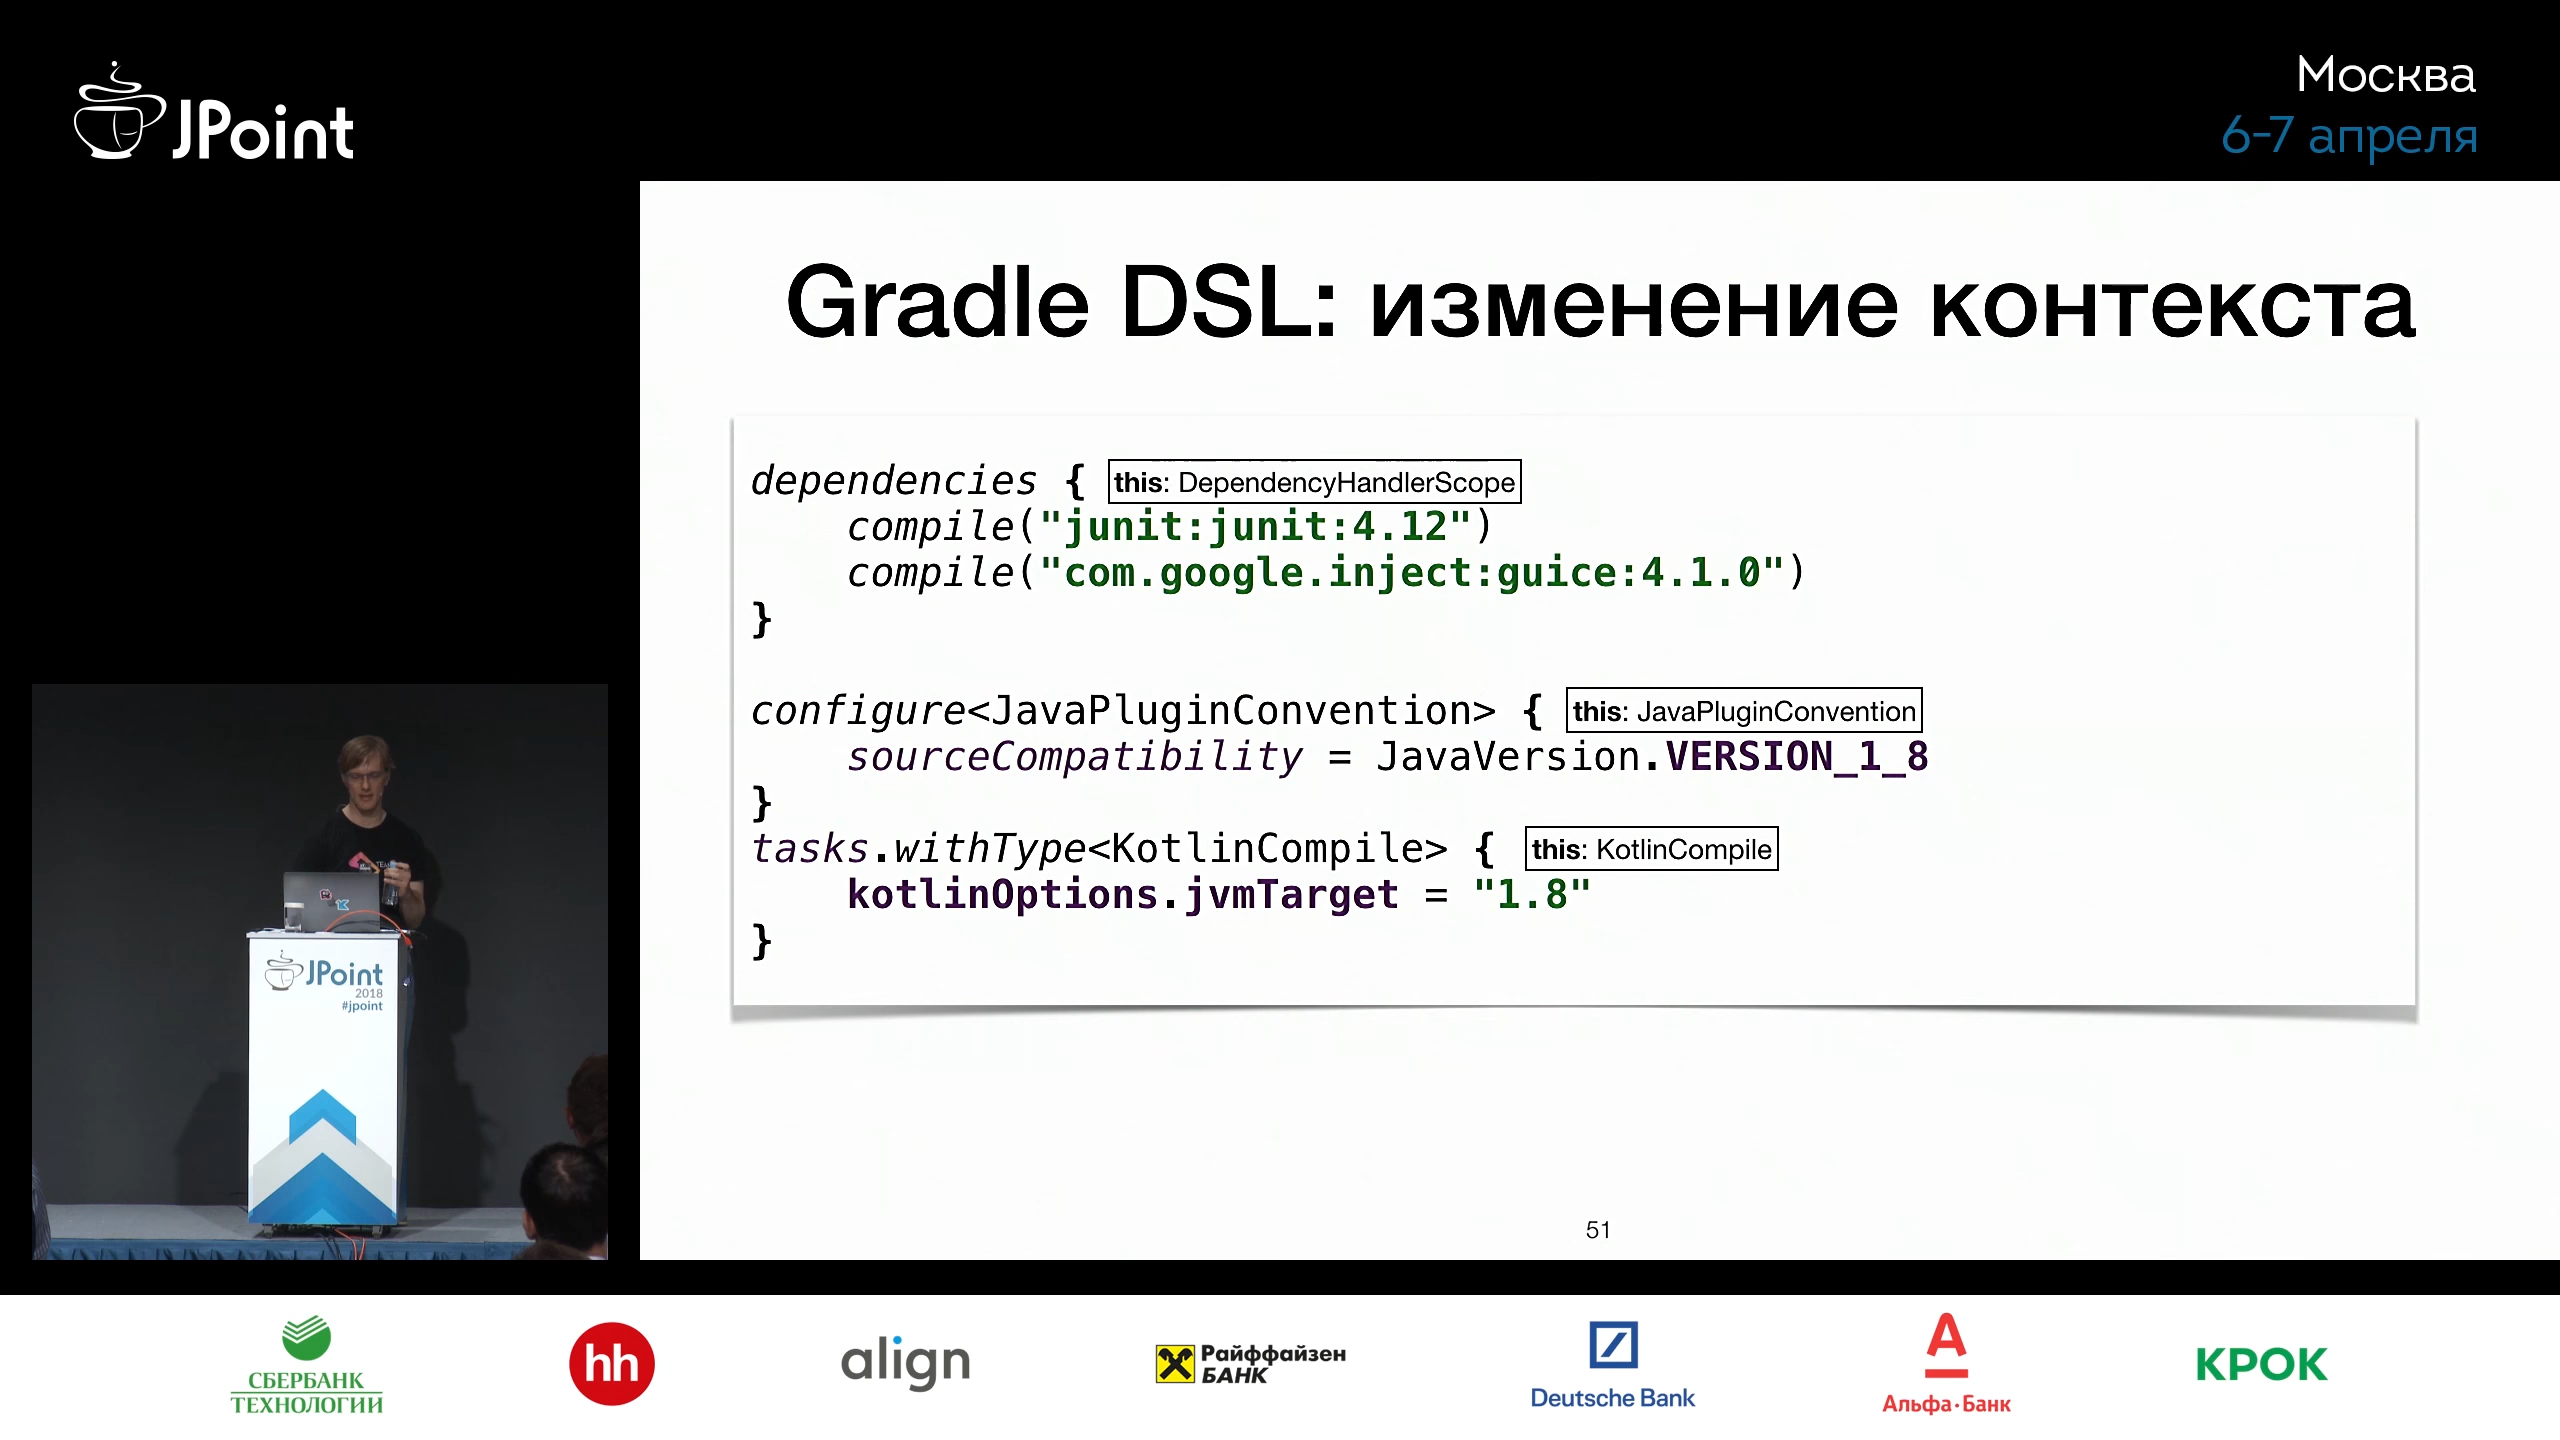 JPoint
Москва
6-7 апреля
Gradle DSL: изменение контекста
dependencies { this: DependencyHandlerScope
    compile("junit:junit:4.12")
    compile("com.google.inject:guice:4.1.0")
}
configure<JavaPluginConvention> { this: JavaPluginConvention
    sourceCompatibility = JavaVersion.VERSION_1_8
}
tasks.withType<KotlinCompile> { this: KotlinCompile
    kotlinOptions.jvmTarget = "1.8"
}
51
JPoint
2018
#jpoint
СБЕРБАНК
ТЕХНОЛОГИИ
hh
align
Райффайзен
БАНК
Deutsche Bank
Альфа·Банк
КРОК